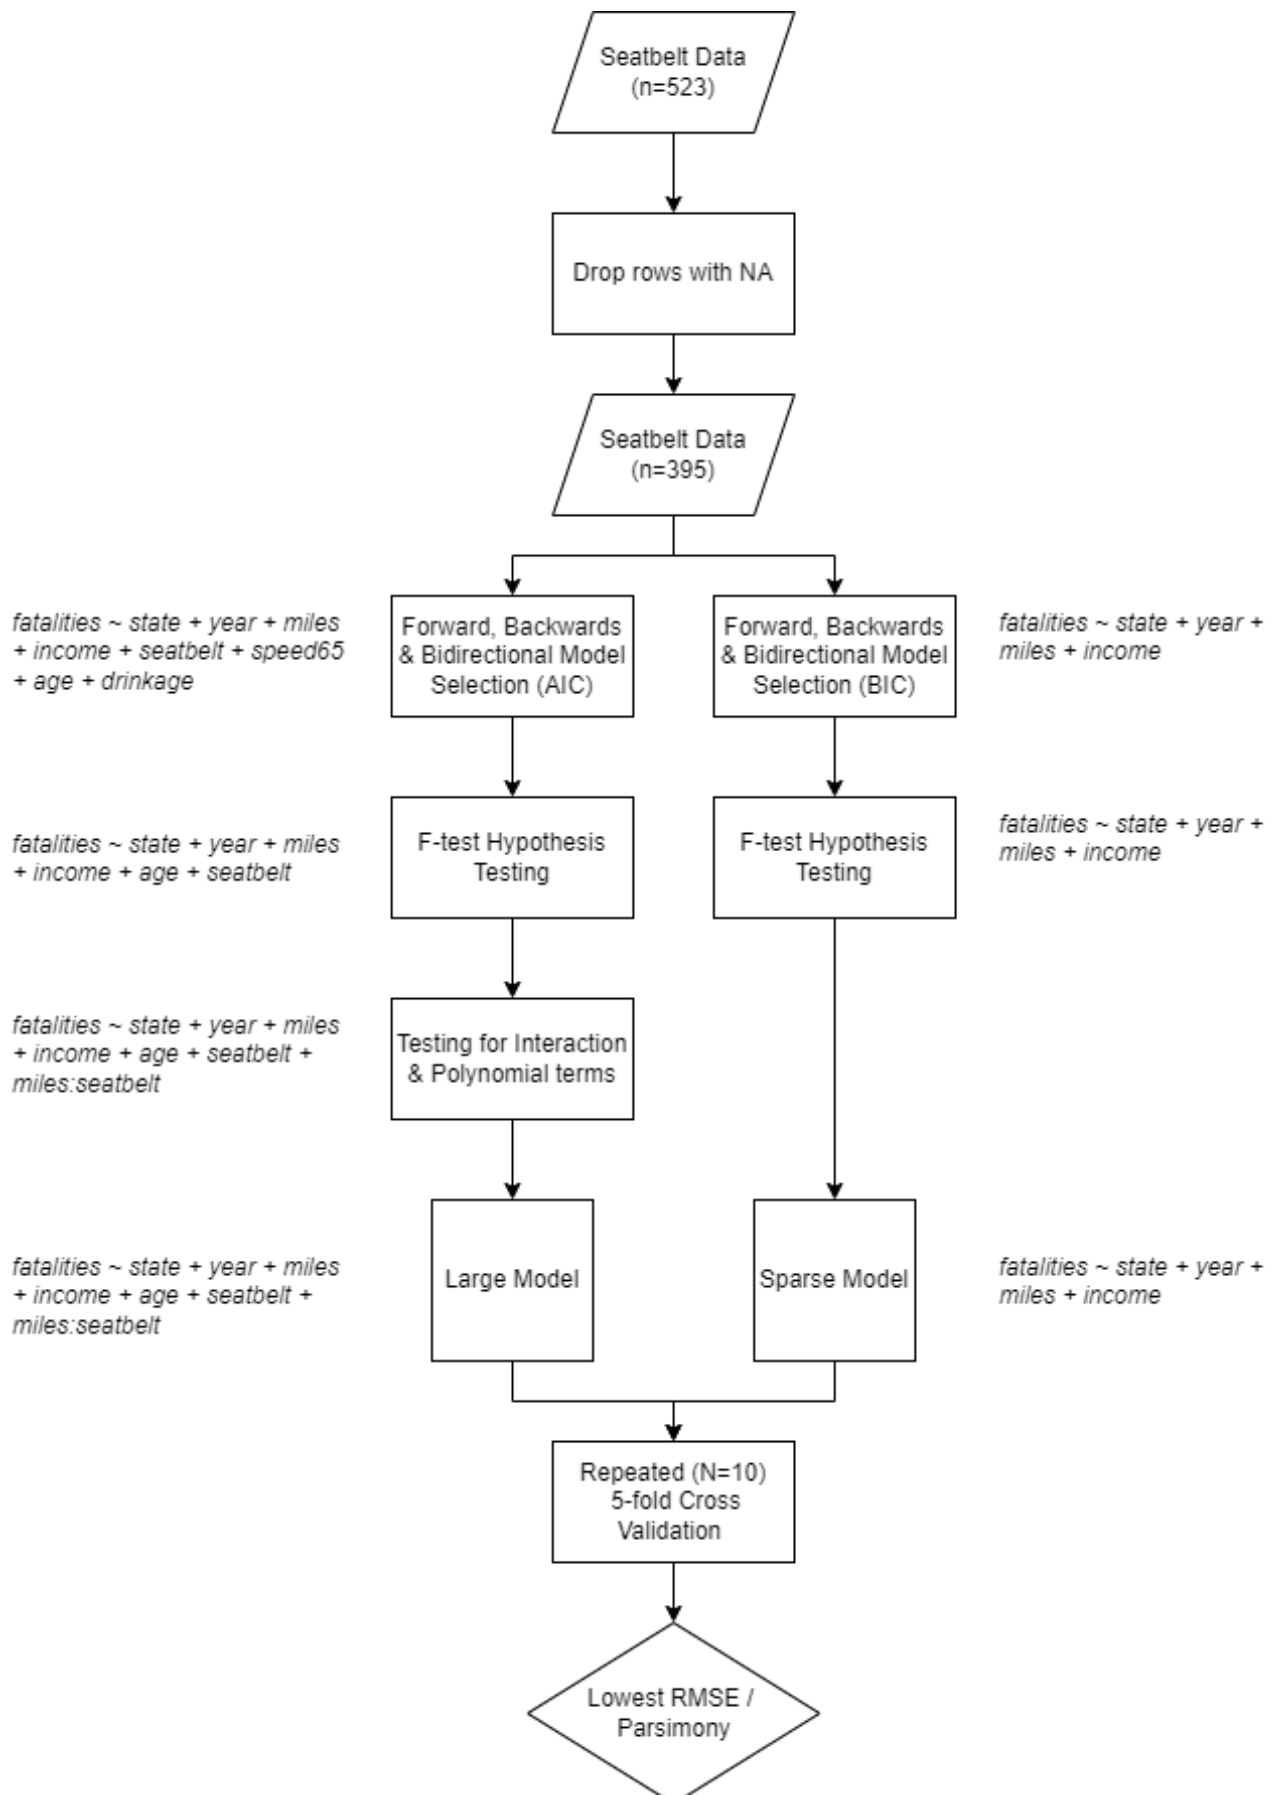 Seatbelt Data
(n=523)
Drop rows with NA
Seatbelt Data
(n=395)
fatalities ~ state + year + miles
+ income + seatbelt + speed65
+ age + drinkage
Forward, Backwards
& Bidirectional Model
Selection (AIC)
Forward, Backwards
& Bidirectional Model
Selection (BIC)
fatalities ~ state + year +
miles + income
fatalities ~ state + year + miles
+ income + age + seatbelt
F-test Hypothesis
Testing
F-test Hypothesis
Testing
fatalities ~ state + year +
miles + income
fatalities ~ state + year + miles
+ income + age + seatbelt +
miles:seatbelt
Testing for Interaction
& Polynomial terms
fatalities ~ state + year + miles
+ income + age + seatbelt +
miles:seatbelt
Large Model
Sparse Model
fatalities ~ state + year +
miles + income
Repeated (N=10)
5-fold Cross
Validation
Lowest RMSE /
Parsimony